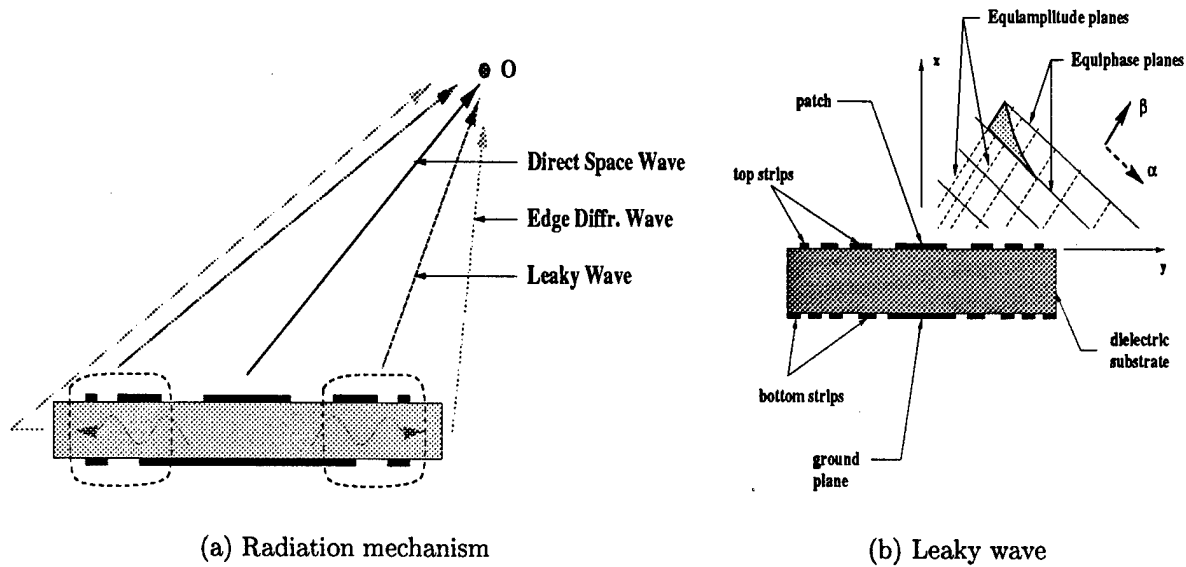 O
Direct Space Wave
Edge Diffr. Wave
Leaky Wave
(a) Radiation mechanism
Equiamplitude planes
Equiphase planes
x
patch
β
α
top strips
y
dielectric
substrate
bottom strips
ground
plane
(b) Leaky wave